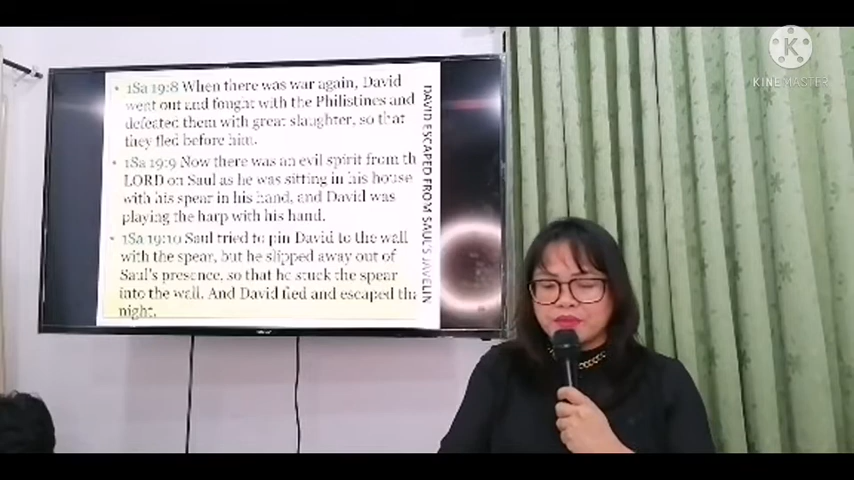 • 1Sa 19:8 When there was war again, David
went out and fought with the Philistines and
defeated them with great slaughter, so that
they fled before him.
• 1Sa 19:9 Now there was an evil spirit from th
LORD on Saul as he was sitting in his house
with his spear in his hand, and David was
playing the harp with his hand.
• 1Sa 19:10 Saul tried to pin David to the wall
with the spear, but he slipped away out of
Saul's presence, so that he stuck the spear
into the wall. And David fled and escaped tha
night.
DAVID ESCAPED FROM SAUL'S JAVELIN
K
KINEMASTER